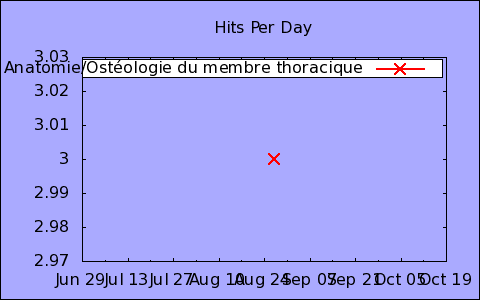 Hits Per Day
3.03
Anatomie/Ostéologie du membre thoracique
3.02
3.01
3
2.99
2.98
2.97
Jun 29 Jul 13 Jul 27 Aug 10 Aug 24 Sep 07 Sep 21 Oct 05 Oct 19